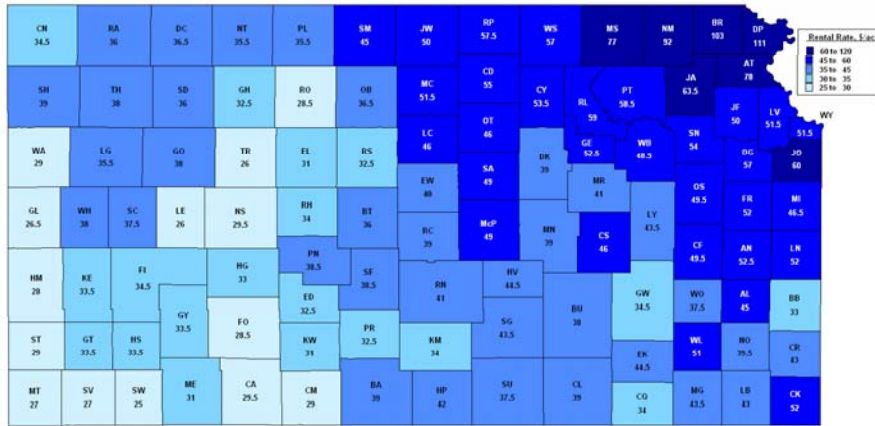 CN
34.5
RA
36
DC
36.5
NT
35.5
PL
35.5
SM
45
JW
50
RP
57.5
WS
57
MS
77
NM
92
BR
103
DP
111
Rental Rate, $/ac
60 to 120
45 to 60
35 to 45
30 to 35
25 to 30
SH
39
TH
38
SD
36
GH
32.5
RO
28.5
OB
36.5
MC
51.5
CD
55
CY
53.5
RL
59
PT
58.5
JA
63.5
AT
78
JF
50
LV
51.5
WY
51.5
WA
29
LG
35.5
GO
38
TR
26
EL
31
RS
32.5
LC
46
OT
46
DK
39
GE
52.5
WB
48.5
SN
54
DG
57
JO
60
GL
26.5
WH
38
SC
37.5
LE
26
NS
29.5
RH
34
BT
36
EW
40
SA
49
MR
41
OS
49.5
FR
52
MI
46.5
RC
39
McP
49
MN
39
CS
46
LY
43.5
CF
49.5
AN
52.5
LN
52
HM
28
KE
33.5
FI
34.5
HG
33
PN
38.5
SF
38.5
RN
41
HV
44.5
GW
34.5
WO
37.5
AL
45
BB
33
GY
33.5
FO
28.5
ED
32.5
ST
29
GT
33.5
HS
33.5
KW
31
PR
32.5
KM
34
SG
43.5
BU
38
EK
44.5
WL
51
NO
39.5
CR
43
MT
27
SV
27
SW
25
ME
31
CA
29.5
CM
29
BA
39
HP
42
SU
37.5
CL
39
CQ
34
MG
43.5
LB
43
CK
52